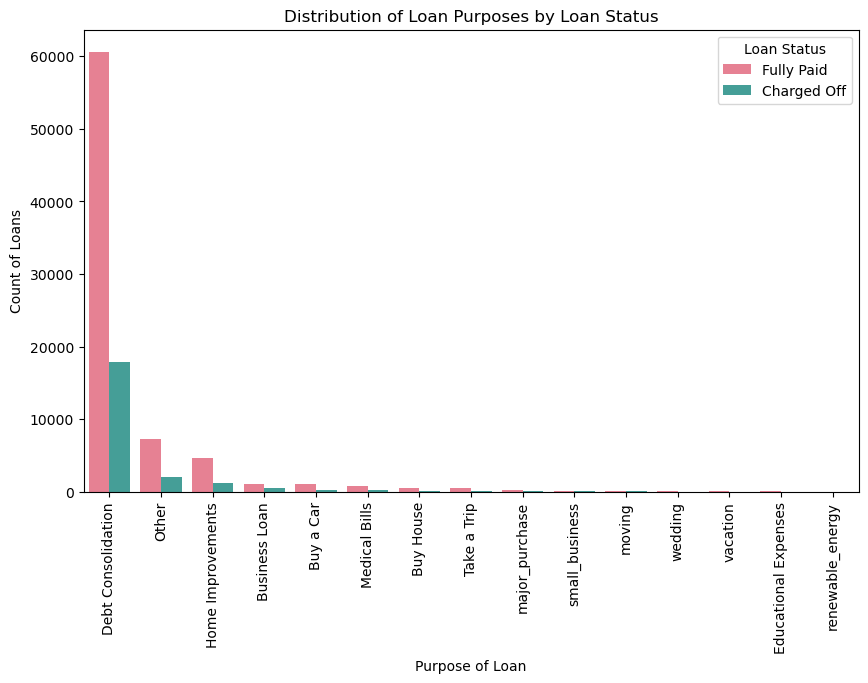 Distribution of Loan Purposes by Loan Status
Loan Status
Fully Paid
Charged Off
Count of Loans
60000
50000
40000
30000
20000
10000
0
Debt Consolidation
Other
Home Improvements
Business Loan
Buy a Car
Medical Bills
Buy House
Take a Trip
major_purchase
small_business
moving
wedding
vacation
Educational Expenses
renewable_energy
Purpose of Loan